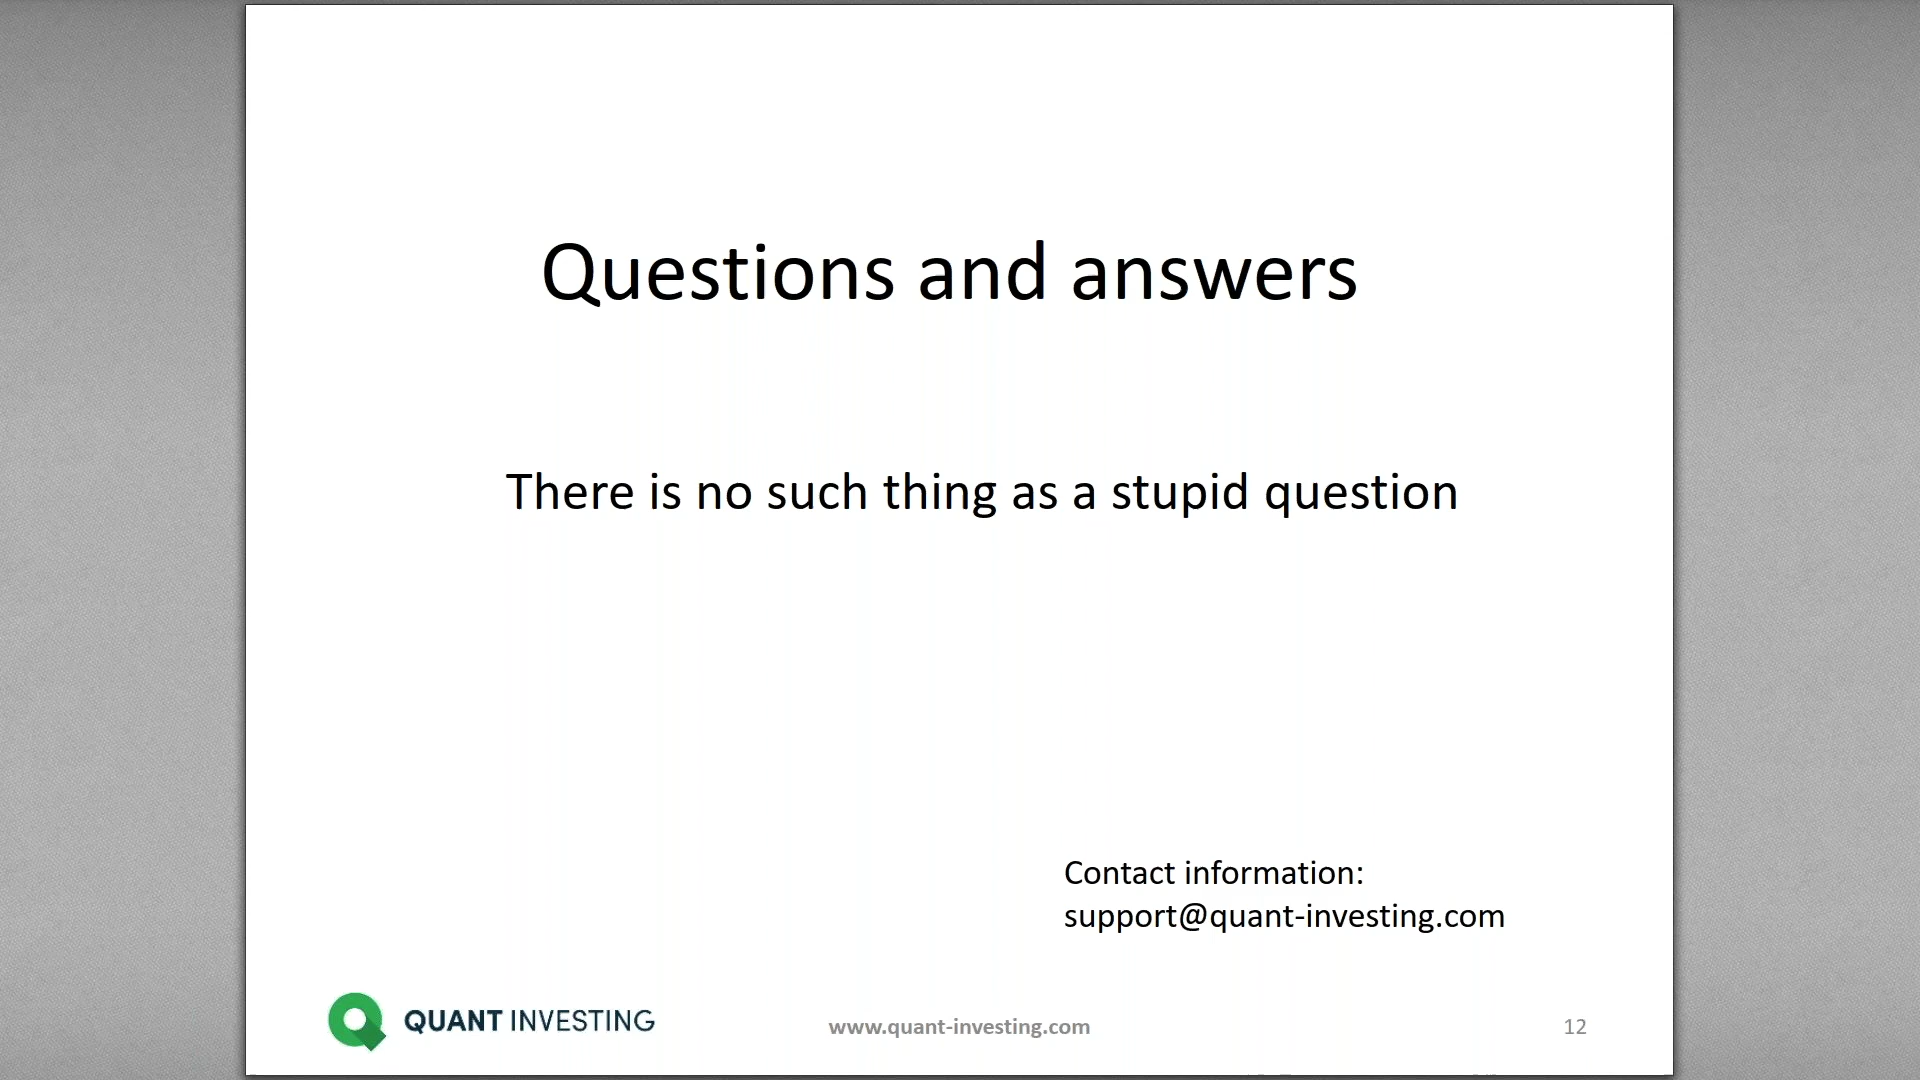 Questions and answers
There is no such thing as a stupid question
Contact information:
support@quant-investing.com
QUANT INVESTING
www.quant-investing.com
12